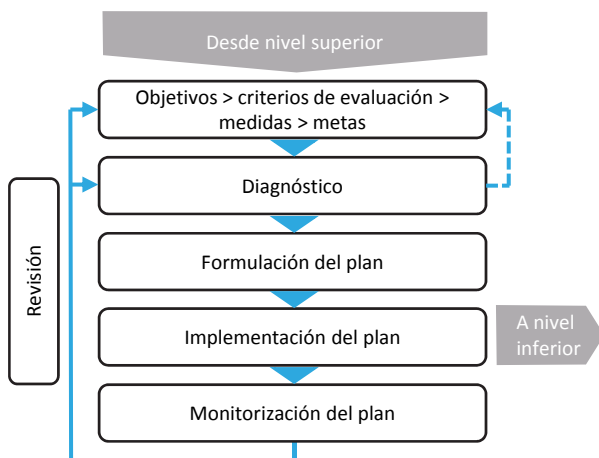 Desde nivel superior
Objetivos > criterios de evaluación >
medidas > metas
Diagnóstico
Revisión
Formulación del plan
Implementación del plan
A nivel
inferior
Monitorización del plan